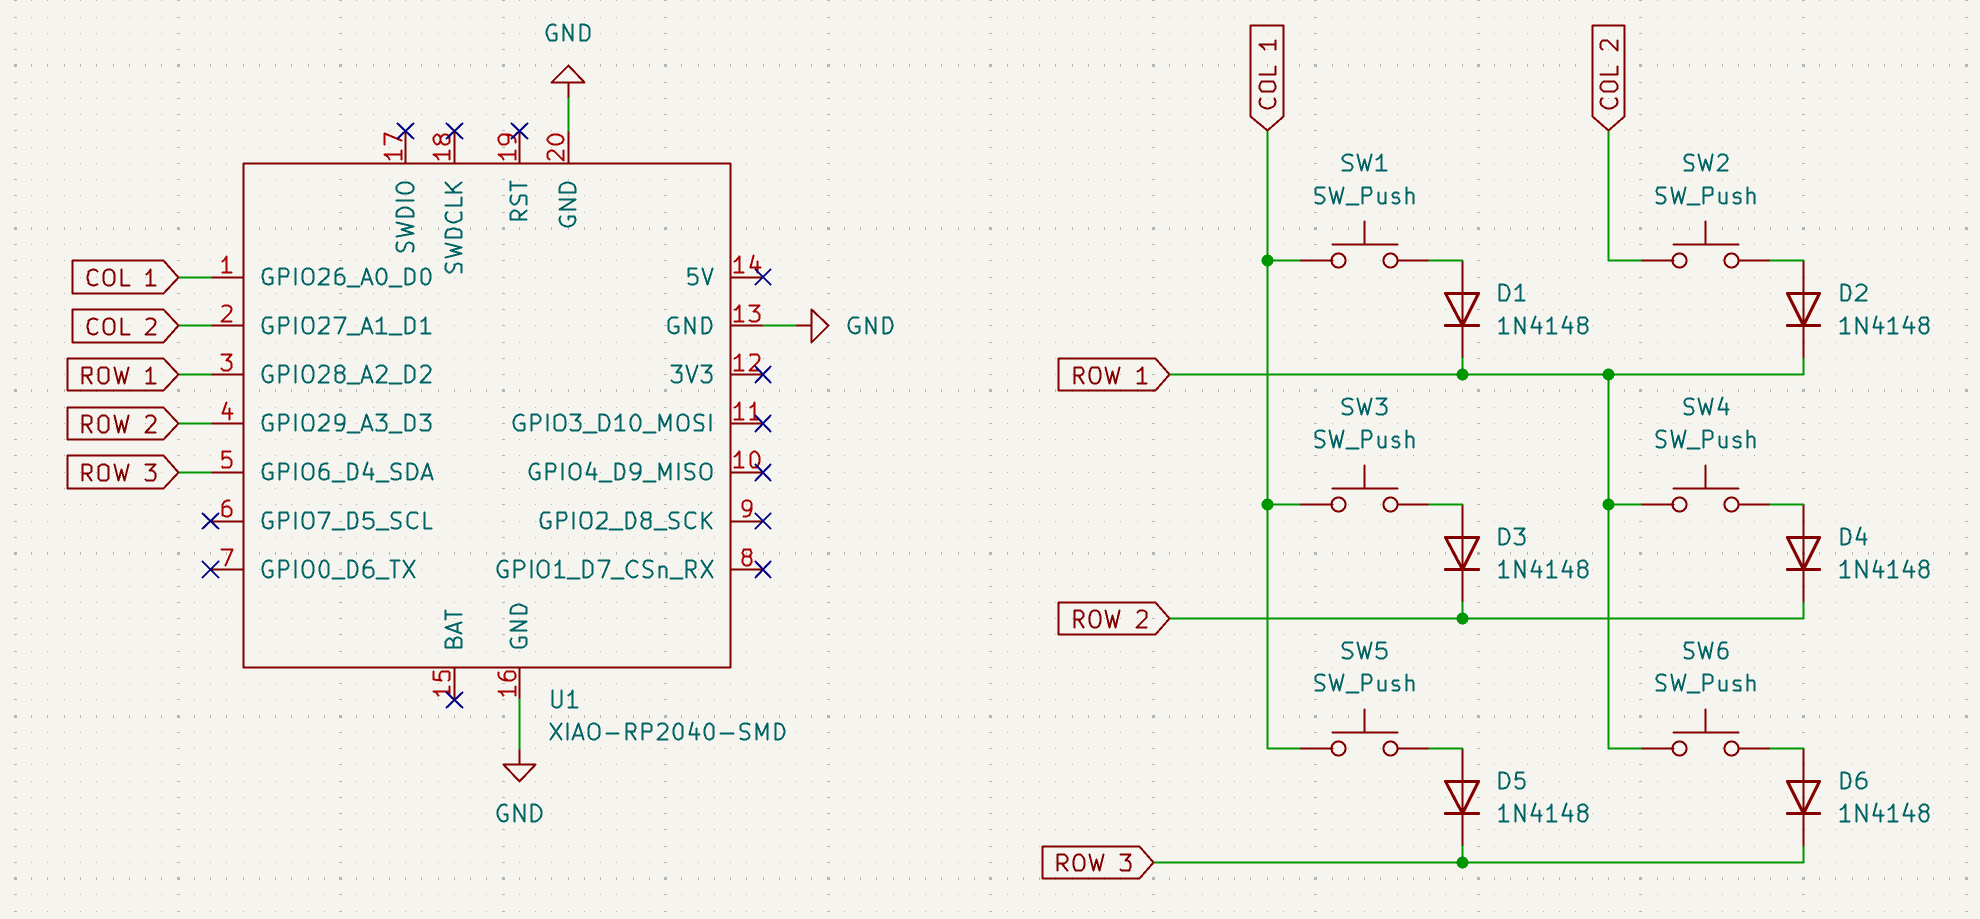 GND
17
18
19
20
SWDIO
SWDCLK
RST
GND
COL 1
1
GPIO26_A0_D0
5V
14
COL 2
2
GPIO27_A1_D1
GND
13
GND
ROW 1
3
GPIO28_A2_D2
3V3
12
ROW 2
4
GPIO29_A3_D3
GPIO3_D10_MOSI
11
ROW 3
5
GPIO6_D4_SDA
GPIO4_D9_MISO
10
6
GPIO7_D5_SCL
GPIO2_D8_SCK
9
7
GPIO0_D6_TX
GPIO1_D7_CSn_RX
8
BAT
GND
15
16
U1
XIAO-RP2040-SMD
GND
COL 1
COL 2
SW1
SW_Push
SW2
SW_Push
D1
1N4148
D2
1N4148
ROW 1
SW3
SW_Push
SW4
SW_Push
D3
1N4148
D4
1N4148
ROW 2
SW5
SW_Push
SW6
SW_Push
D5
1N4148
D6
1N4148
ROW 3